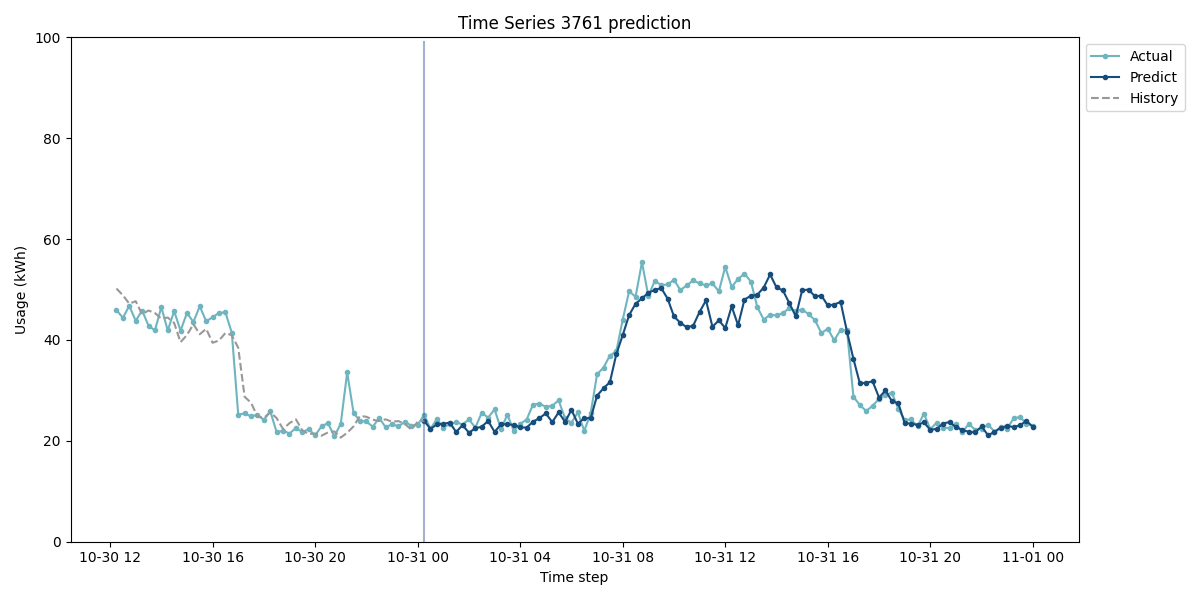 Time Series 3761 prediction
Usage (kWh)
100
80
60
40
20
0
10-30 12
10-30 16
10-30 20
10-31 00
10-31 04
10-31 08
10-31 12
10-31 16
10-31 20
11-01 00
Time step
Actual
Predict
History